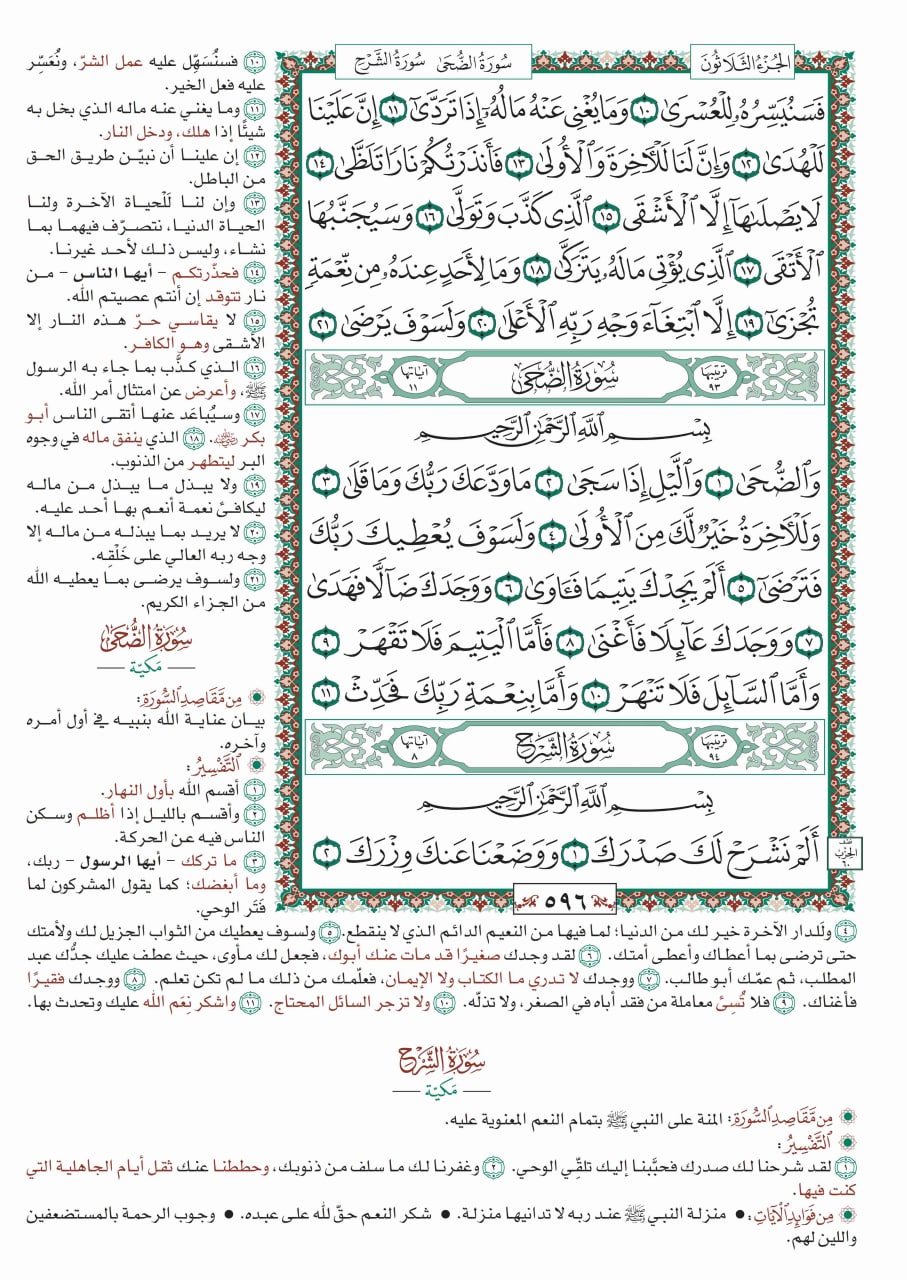 الجزء الثلاثون
سورة الضحى سورة الشرح
فَسَنُيَسِّرُهُۥ لِلۡعُسۡرَىٰ ١٠ وَمَا يُغۡنِي عَنۡهُ مَالُهُۥٓ إِذَا تَرَدَّىٰٓ ١١ إِنَّ عَلَيۡنَا
لَلۡهُدَىٰ ١٢ وَإِنَّ لَنَا لَلۡأٓخِرَةَ وَٱلۡأُولَىٰ ١٣ فَأَنذَرۡتُكُمۡ نَارٗا تَلَظَّىٰ ١٤
لَا يَصۡلَىٰهَآ إِلَّا ٱلۡأَشۡقَى ١٥ ٱلَّذِي كَذَّبَ وَتَوَلَّىٰ ١٦ وَسَيُجَنَّبُهَا
ٱلۡأَتۡقَى ١٧ ٱلَّذِي يُؤۡتِي مَالَهُۥ يَتَزَكَّىٰ ١٨ وَمَا لِأَحَدٍ عِندَهُۥ مِن نِّعۡمَةٖ
تُجۡزَىٰٓ ١٩ إِلَّا ٱبۡتِغَآءَ وَجۡهِ رَبِّهِ ٱلۡأَعۡلَىٰ ٢٠ وَلَسَوۡفَ يَرۡضَىٰ ٢١
ترتيبها ٩٣ سُورَةُ الضُّحَىٰ آياتها ١١
بِسۡمِ ٱللَّهِ ٱلرَّحۡمَٰنِ ٱلرَّحِيمِ
وَٱلضُّحَىٰ ١ وَٱلَّيۡلِ إِذَا سَجَىٰ ٢ مَا وَدَّعَكَ رَبُّكَ وَمَا قَلَىٰ ٣
وَلَلۡأٓخِرَةُ خَيۡرٞ لَّكَ مِنَ ٱلۡأُولَىٰ ٤ وَلَسَوۡفَ يُعۡطِيكَ رَبُّكَ
فَتَرۡضَىٰٓ ٥ أَلَمۡ يَجِدۡكَ يَتِيمٗا فَـَٔاوَىٰ ٦ وَوَجَدَكَ ضَآلّٗا فَهَدَىٰ
٧ وَوَجَدَكَ عَآئِلٗا فَأَغۡنَىٰ ٨ فَأَمَّا ٱلۡيَتِيمَ فَلَا تَقۡهَرۡ ٩
وَأَمَّا ٱلسَّآئِلَ فَلَا تَنۡهَرۡ ١٠ وَأَمَّا بِنِعۡمَةِ رَبِّكَ فَحَدِّثۡ ١١
ترتيبها ٩٤ سُورَةُ الشَّرْحِ آياتها ٨
بِسۡمِ ٱللَّهِ ٱلرَّحۡمَٰنِ ٱلرَّحِيمِ
أَلَمۡ نَشۡرَحۡ لَكَ صَدۡرَكَ ١ وَوَضَعۡنَا عَنكَ وِزۡرَكَ ٢
الحزب ٦٠
٥٩٦
١٠ فسنُسَهِّل عليه عمل الشرّ، ونُعَسِّر
عليه فعل الخير.
١١ وما يغني عنه ماله الذي بخل به
شيئًا إذا هلك، ودخل النار.
١٢ إن علينا أن نبيّن طريق الحق
من الباطل.
١٣ وإن لنا لَلْحياة الآخرة ولنا
الحياة الدنيا، نتصرّف فيهما بما
نشاء، وليس ذلك لأحد غيرنا.
١٤ فحذّرتكم – أيها الناس – من
نار تتوقد إن أنتم عصيتم الله.
١٥ لا يقاسي حرّ هذه النار إلا
الأشقى وهو الكافر.
١٦ الذي كذَّب بما جاء به الرسول
ﷺ، وأعرض عن امتثال أمر الله.
١٧ وسيُباعَد عنها أتقى الناس أبو
بكر رضي الله عنه. ١٨ الذي ينفق ماله في وجوه
البر ليتطهر من الذنوب.
١٩ ولا يبذل ما يبذل من ماله
ليكافئ نعمة أنعم بها أحد عليه.
٢٠ لا يريد بما يبذله من ماله إلا
وجه ربه العالي على خَلْقِه.
٢١ ولسوف يرضى بما يعطيه الله
من الجزاء الكريم.
سُورَةُ الضُّحَىٰ
— مَكيّة —
مِن مَّقَاصِدِ السُّورَةِ:
بيان عناية الله بنبيه في أول أمره
وآخره.
التَّفْسِيرُ:
١ أقسم الله بأول النهار.
٢ وأقسم بالليل إذا أظلم وسكن
الناس فيه عن الحركة.
٣ ما تركك – أيها الرسول – ربك،
وما أبغضك؛ كما يقول المشركون لما
فَتَر الوحي.
٤ ولَلدار الآخرة خير لك من الدنيا؛ لما فيها من النعيم الدائم الذي لا ينقطع. ٥ ولسوف يعطيك من الثواب الجزيل لك ولأمتك
حتى ترضى بما أعطاك وأعطى أمتك. ٦ لقد وجدك صغيرًا قد مات عنك أبوك، فجعل لك مأوى، حيث عطف عليك جدُّك عبد
المطلب، ثم عمّك أبو طالب. ٧ ووجدك لا تدري ما الكتاب ولا الإيمان، فعلّمك من ذلك ما لم تكن تعلم. ٨ ووجدك فقيرًا
فأغناك. ٩ فلا تُسِئ معاملة من فقد أباه في الصغر، ولا تذلّه. ١٠ ولا تزجر السائل المحتاج. ١١ واشكر نِعَم الله عليك وتحدث بها.
سُورَةُ الشَّرْحِ
— مَكيّة —
مِن مَّقَاصِدِ السُّورَةِ: المنة على النبي ﷺ بتمام النعم المعنوية عليه.
التَّفْسِيرُ:
١ لقد شرحنا لك صدرك فحبَّبنا إليك تلقِّي الوحي. ٢ وغفرنا لك ما سلف من ذنوبك، وحططنا عنك ثقل أيام الجاهلية التي
كنت فيها.
مِن فَوَائِدِ الْآيَاتِ: • منزلة النبي ﷺ عند ربه لا تدانيها منزلة. • شكر النعم حقّ لله على عبده. • وجوب الرحمة بالمستضعفين
واللين لهم.